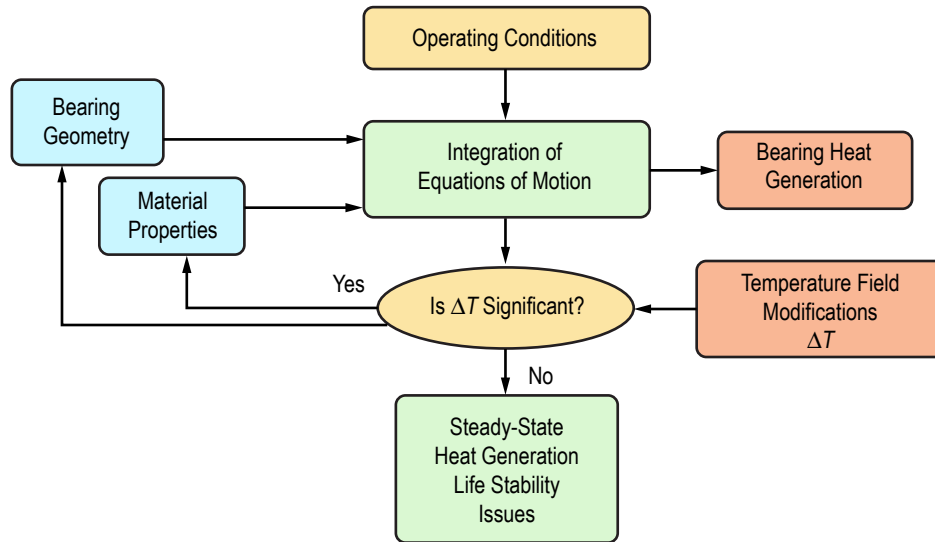 Operating Conditions
Bearing
Geometry
Integration of
Equations of Motion
Bearing Heat
Generation
Material
Properties
Yes
Is ΔT Significant?
Temperature Field
Modifications
ΔT
No
Steady-State
Heat Generation
Life Stability
Issues